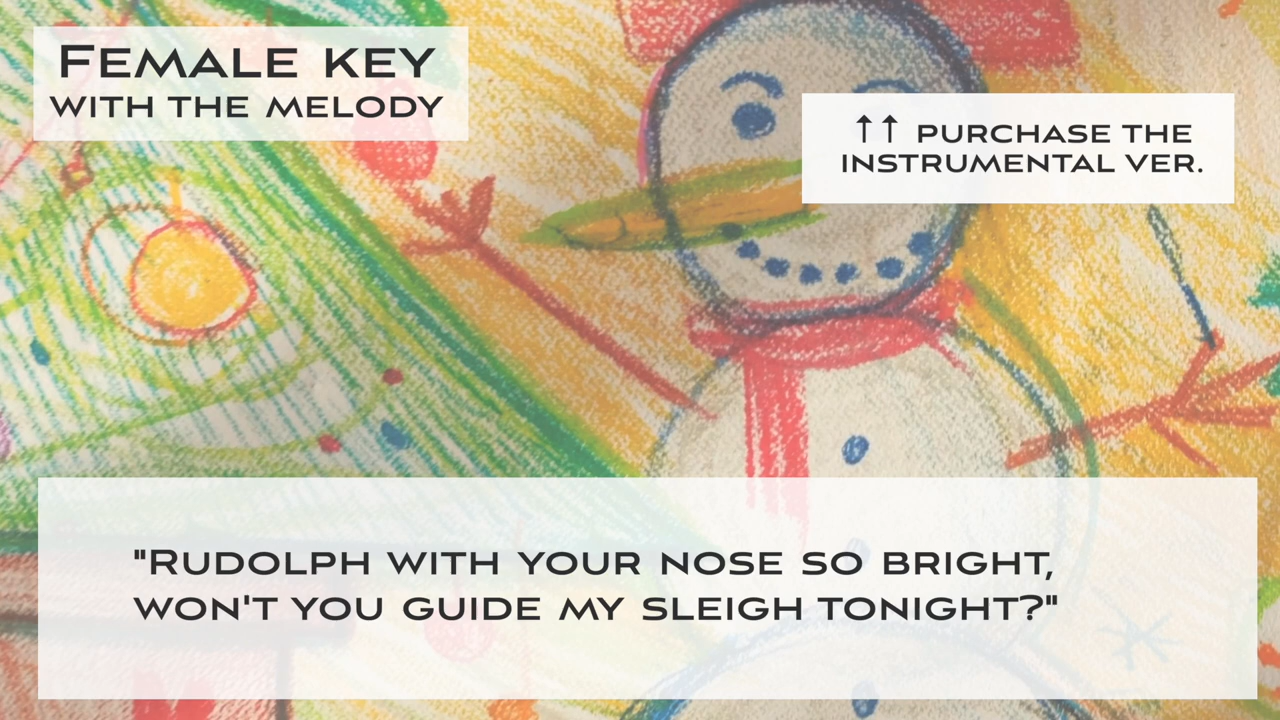 Female key
with the melody
↑↑ purchase the
instrumental ver.
"Rudolph with your nose so bright,
won't you guide my sleigh tonight?"